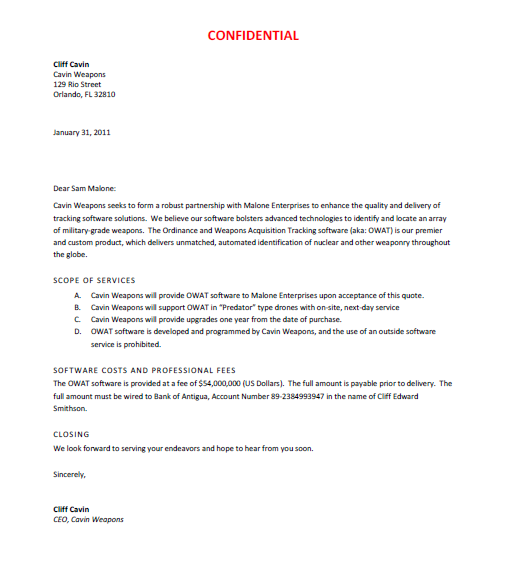 CONFIDENTIAL
Cliff Cavin
Cavin Weapons
129 Rio Street
Orlando, FL 32810
January 31, 2011
Dear Sam Malone:
Cavin Weapons seeks to form a robust partnership with Malone Enterprises to enhance the quality and delivery of
tracking software solutions. We believe our software bolsters advanced technologies to identify and locate an array
of military-grade weapons. The Ordinance and Weapons Acquisition Tracking software (aka: OWAT) is our premier
and custom product, which delivers unmatched, automated identification of nuclear and other weaponry throughout
the globe.
SCOPE OF SERVICES
A. Cavin Weapons will provide OWAT software to Malone Enterprises upon acceptance of this quote.
B. Cavin Weapons will support OWAT in “Predator” type drones with on-site, next-day service
C. Cavin Weapons will provide upgrades one year from the date of purchase.
D. OWAT software is developed and programmed by Cavin Weapons, and the use of an outside software
service is prohibited.
SOFTWARE COSTS AND PROFESSIONAL FEES
The OWAT software is provided at a fee of $54,000,000 (US Dollars). The full amount is payable prior to delivery. The
full amount must be wired to Bank of Antigua, Account Number 89-2384993947 in the name of Cliff Edward
Smithson.
CLOSING
We look forward to serving your endeavors and hope to hear from you soon.
Sincerely,
Cliff Cavin
CEO, Cavin Weapons